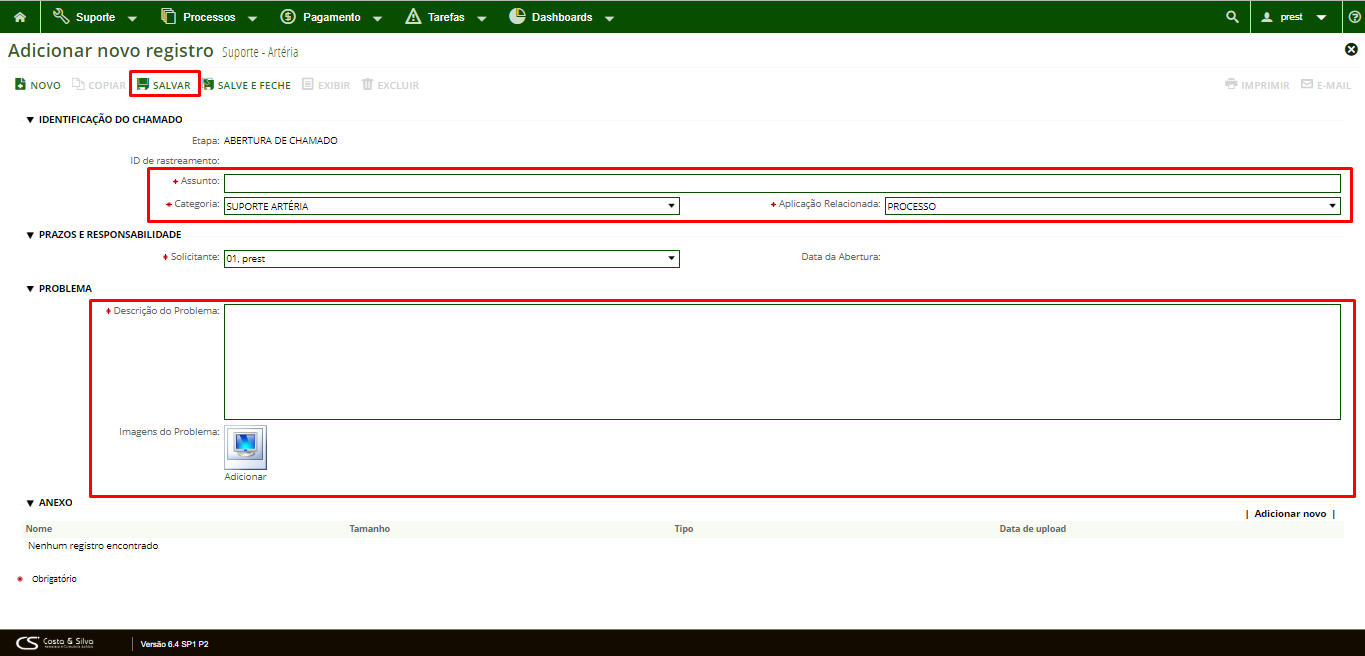 Suporte Processos Pagamento Tarefas Dashboards prest
Adicionar novo registro Suporte - Artéria
NOVO COPIAR SALVAR SALVE E FECHE EXIBIR EXCLUIR IMPRIMIR E-MAIL
▼ IDENTIFICAÇÃO DO CHAMADO
Etapa: ABERTURA DE CHAMADO
ID de rastreamento:
Assunto:
Categoria: SUPORTE ARTÉRIA Aplicação Relacionada: PROCESSO
▼ PRAZOS E RESPONSABILIDADE
Solicitante: 01, prest Data da Abertura:
▼ PROBLEMA
Descrição do Problema:
Imagens do Problema:
Adicionar
▼ ANEXO
| Adicionar novo |
Nome Tamanho Tipo Data de upload
Nenhum registro encontrado
Obrigatório
CS Costa & Silva Versão 6.4 SP1 P2